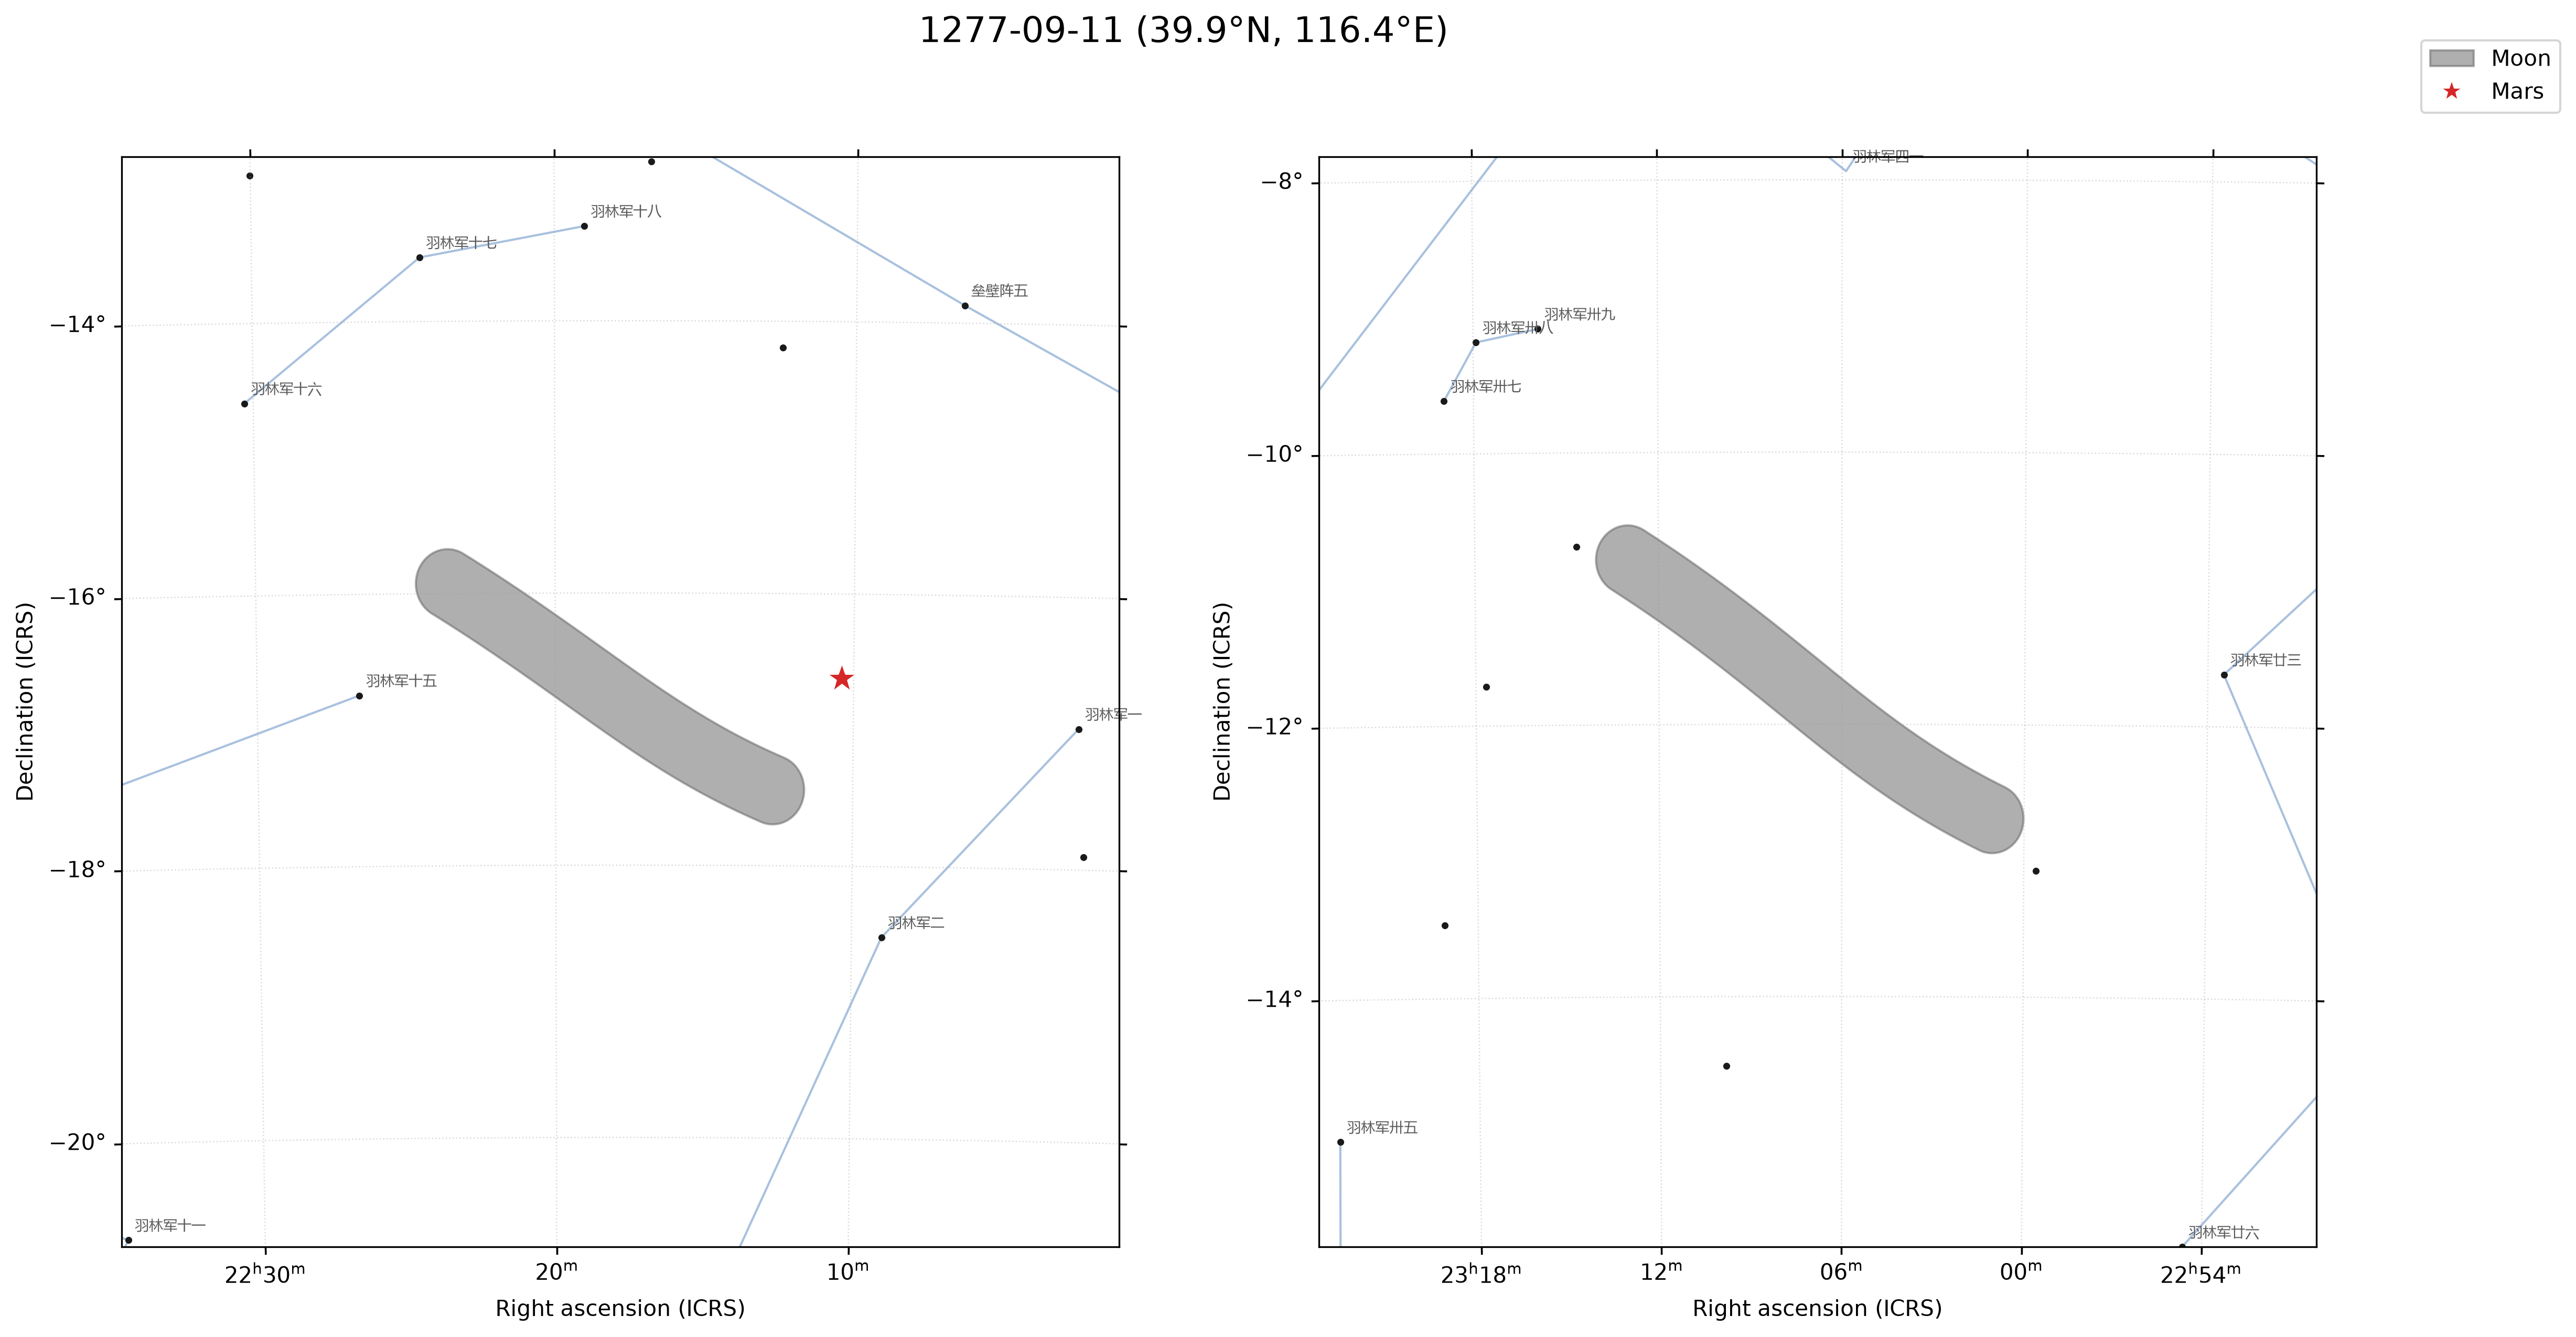 1277-09-11 (39.9°N, 116.4°E)
Moon
Mars
羽林军十八
羽林军十七
垒壁阵五
羽林军十六
羽林军十五
羽林军一
羽林军二
羽林军十一
−14°
−16°
−18°
−20°
Declination (ICRS)
22h30m
20m
10m
Right ascension (ICRS)
羽林军四一
羽林军卅九
羽林军卅八
羽林军卅七
羽林军廿三
羽林军卅五
羽林军廿六
−8°
−10°
−12°
−14°
Declination (ICRS)
23h18m
12m
06m
00m
22h54m
Right ascension (ICRS)